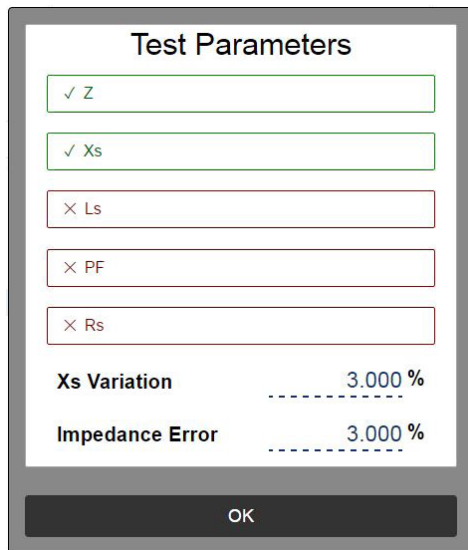 Test Parameters
✓ Z
✓ Xs
× Ls
× PF
× Rs
Xs Variation 3.000 %
Impedance Error 3.000 %
OK